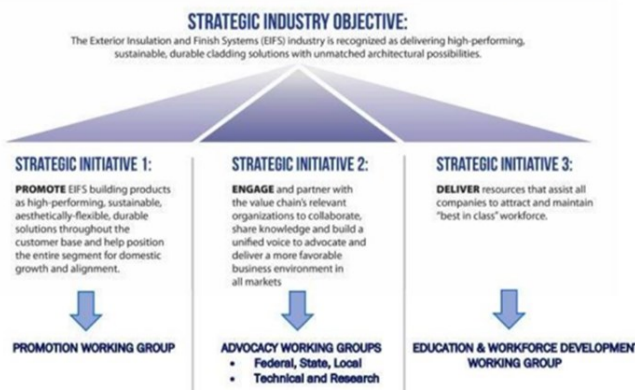 STRATEGIC INDUSTRY OBJECTIVE:
The Exterior Insulation and Finish Systems (EIFS) industry is recognized as delivering high-performing,
sustainable, durable cladding solutions with unmatched architectural possibilities.
STRATEGIC INITIATIVE 1:
PROMOTE EIFS building products
as high-performing, sustainable,
aesthetically-flexible, durable
solutions throughout the
customer base and help position
the entire segment for domestic
growth and alignment.
PROMOTION WORKING GROUP
STRATEGIC INITIATIVE 2:
ENGAGE and partner with
the value chain's relevant
organizations to collaborate,
share knowledge and build a
unified voice to advocate and
deliver a more favorable
business environment in
all markets
ADVOCACY WORKING GROUPS
• Federal, State, Local
• Technical and Research
STRATEGIC INITIATIVE 3:
DELIVER resources that assist all
companies to attract and maintain
"best in class" workforce.
EDUCATION & WORKFORCE DEVELOPMENT
WORKING GROUP